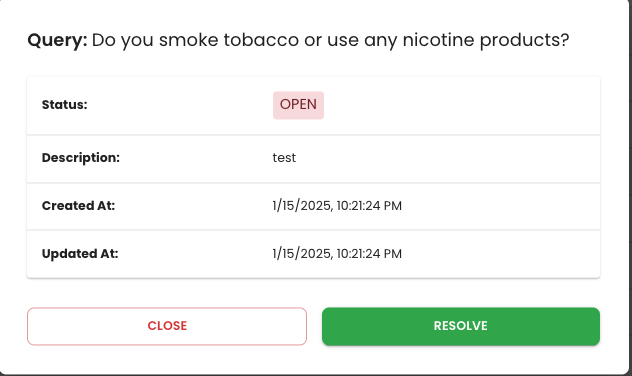 Query: Do you smoke tobacco or use any nicotine products?
Status: OPEN
Description: test
Created At: 1/15/2025, 10:21:24 PM
Updated At: 1/15/2025, 10:21:24 PM
CLOSE RESOLVE